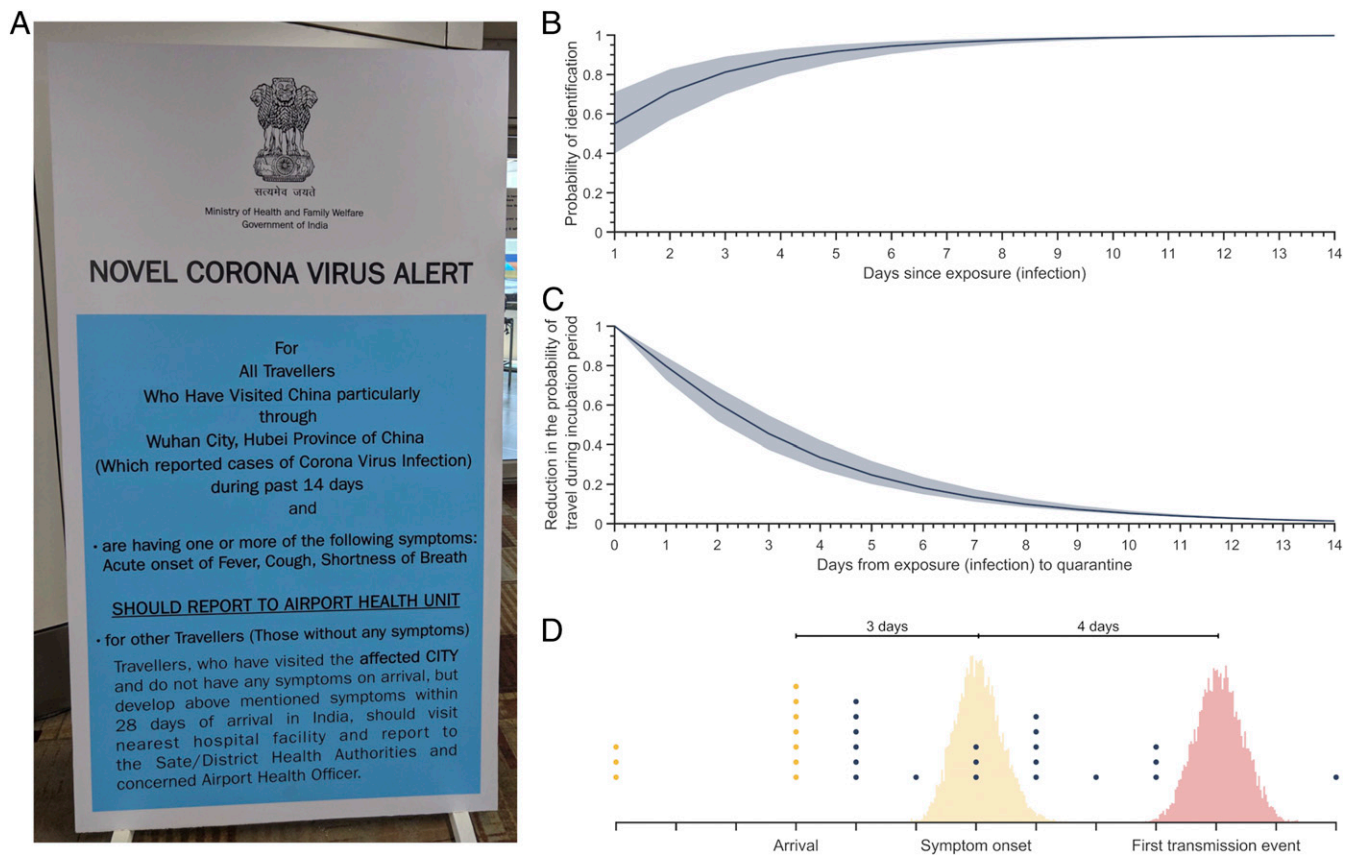 A
सत्यमेव जयते
Ministry of Health and Family Welfare
Government of India
NOVEL CORONA VIRUS ALERT
For
All Travellers
Who Have Visited China particularly
through
Wuhan City, Hubei Province of China
(Which reported cases of Corona Virus Infection)
during past 14 days
and
• are having one or more of the following symptoms:
Acute onset of Fever, Cough, Shortness of Breath
SHOULD REPORT TO AIRPORT HEALTH UNIT
• for other Travellers (Those without any symptoms)
Travellers, who have visited the affected CITY
and do not have any symptoms on arrival, but
develop above mentioned symptoms within
28 days of arrival in India, should visit
nearest hospital facility and report to
the Sate/District Health Authorities and
concerned Airport Health Officer.
B
Probability of identification
1
0.8
0.6
0.4
0.2
0
1 2 3 4 5 6 7 8 9 10 11 12 13 14
Days since exposure (infection)
C
Reduction in the probability of
travel during incubation period
1
0.8
0.6
0.4
0.2
0
0 1 2 3 4 5 6 7 8 9 10 11 12 13 14
Days from exposure (infection) to quarantine
D
3 days 4 days
Arrival Symptom onset First transmission event